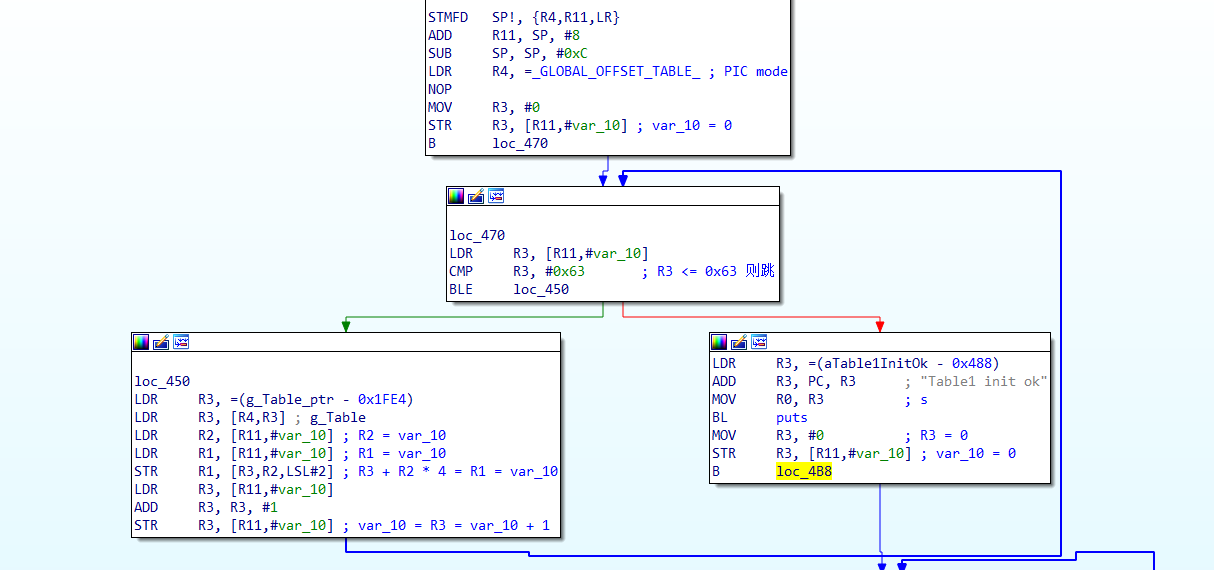 STMFD SP!, {R4,R11,LR}
ADD R11, SP, #8
SUB SP, SP, #0xC
LDR R4, =_GLOBAL_OFFSET_TABLE_ ; PIC mode
NOP
MOV R3, #0
STR R3, [R11,#var_10] ; var_10 = 0
B loc_470
loc_470
LDR R3, [R11,#var_10]
CMP R3, #0x63 ; R3 <= 0x63 则跳
BLE loc_450
loc_450
LDR R3, =(g_Table_ptr - 0x1FE4)
LDR R3, [R4,R3] ; g_Table
LDR R2, [R11,#var_10] ; R2 = var_10
LDR R1, [R11,#var_10] ; R1 = var_10
STR R1, [R3,R2,LSL#2] ; R3 + R2 * 4 = R1 = var_10
LDR R3, [R11,#var_10]
ADD R3, R3, #1
STR R3, [R11,#var_10] ; var_10 = R3 = var_10 + 1
LDR R3, =(aTable1InitOk - 0x488)
ADD R3, PC, R3 ; "Table1 init ok"
MOV R0, R3 ; s
BL puts
MOV R3, #0 ; R3 = 0
STR R3, [R11,#var_10] ; var_10 = 0
B loc_4B8